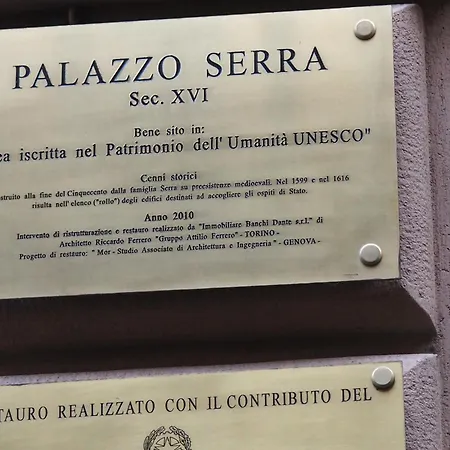 PALAZZO SERRA
Sec. XVI
Bene sito in:
ea iscritta nel Patrimonio dell' Umanità UNESCO"
Cenni storici
struito alla fine del Cinquecento dalla famiglia Serra su preesistenze medioevali. Nel 1599 e nel 1616
risulta nell'elenco ("rollo") degli edifici destinati ad accogliere gli ospiti di Stato.
Anno 2010
Intervento di ristrutturazione e restauro realizzato da "Immobiliare Banchi Dante s.r.l." di
Architetto Riccardo Ferrero "Gruppo Attilio Ferrero" - TORINO -
Progetto di restauro: "Mor - Studio Associato di Architettura e Ingegneria" - GENOVA -
TAURO REALIZZATO CON IL CONTRIBUTO DEL